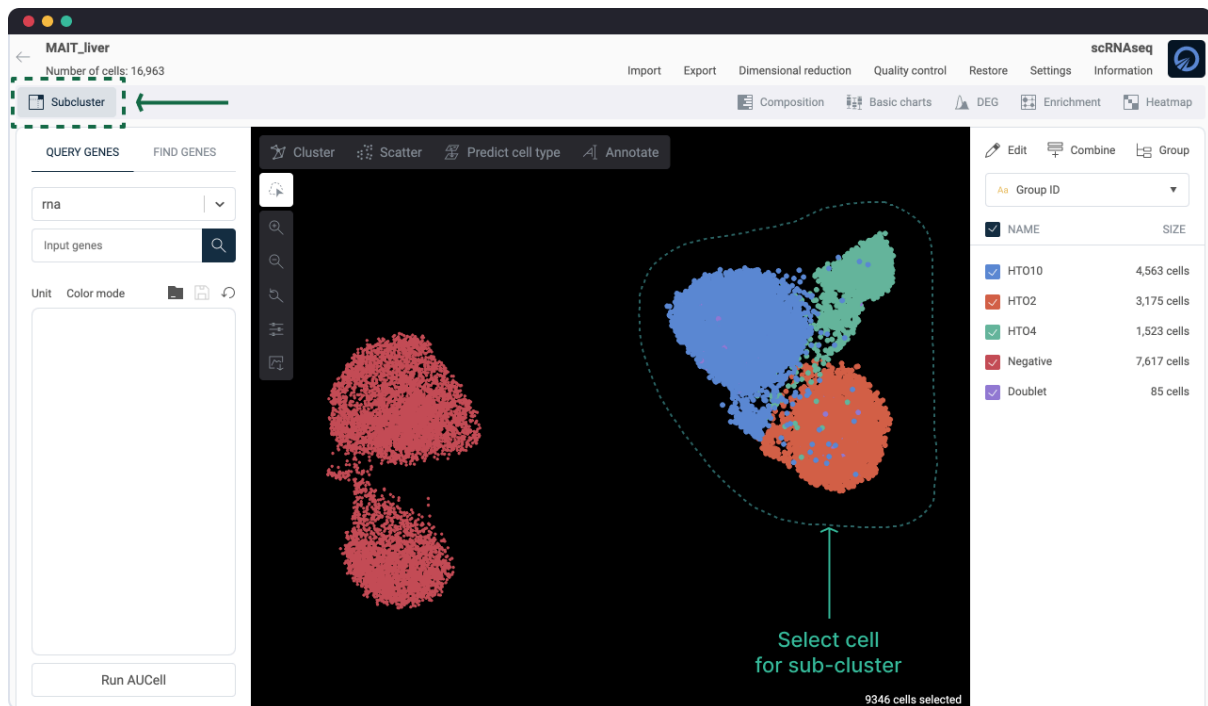 MAIT_liver
Number of cells: 16,963
scRNAseq
Import Export Dimensional reduction Quality control Restore Settings Information
Subcluster
Composition Basic charts DEG Enrichment Heatmap
QUERY GENES FIND GENES
Cluster Scatter Predict cell type Annotate
Edit Combine Group
rna
Aa Group ID
Input genes
NAME SIZE
HTO10 4,563 cells
Unit Color mode
HTO2 3,175 cells
HTO4 1,523 cells
Negative 7,617 cells
Doublet 85 cells
Select cell
for sub-cluster
Run AUCell
9346 cells selected